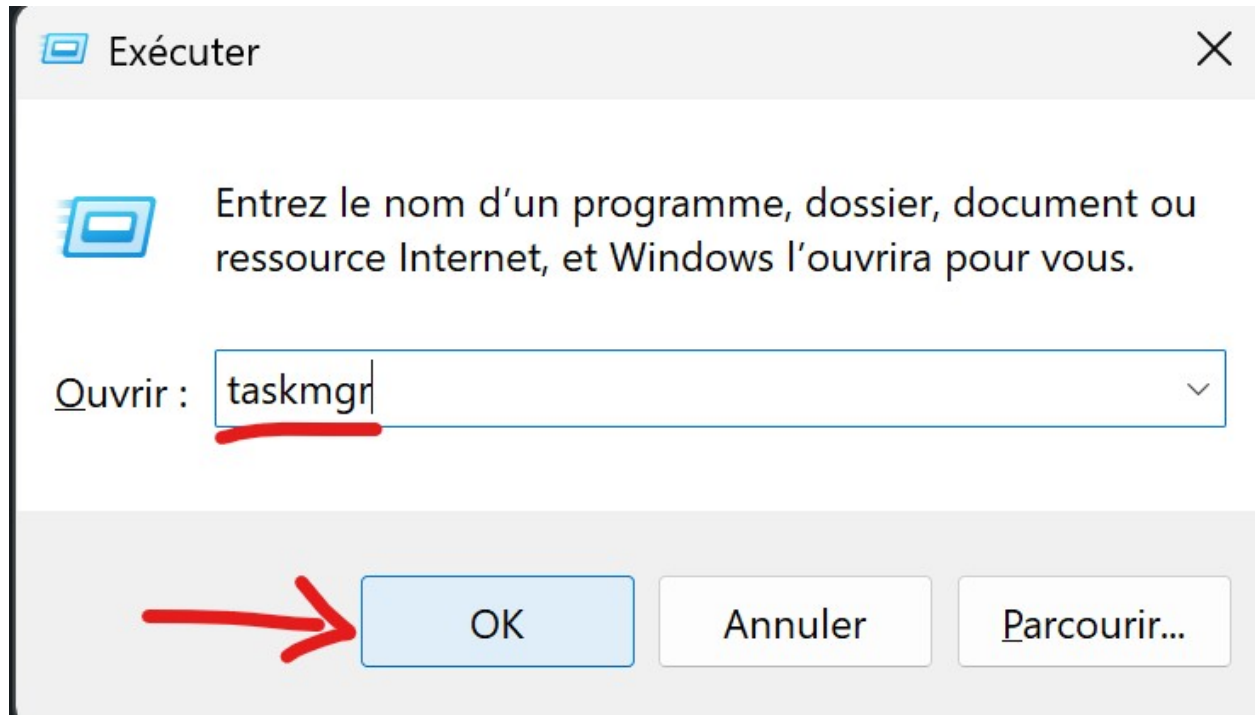 Exécuter
Entrez le nom d’un programme, dossier, document ou
ressource Internet, et Windows l’ouvrira pour vous.
Ouvrir : taskmgr
OK Annuler Parcourir...